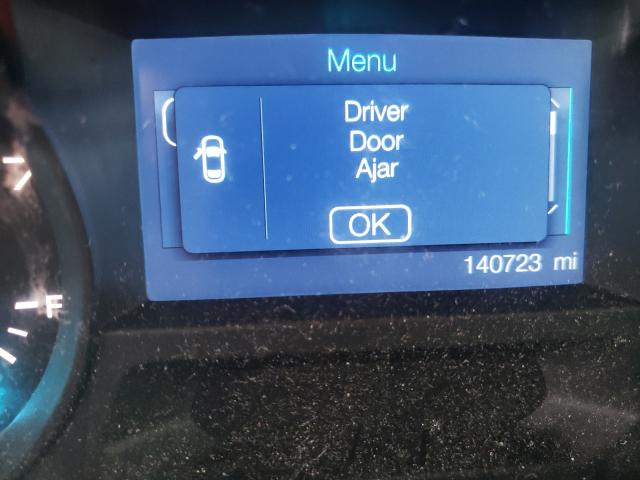 Menu
Driver
Door
Ajar
OK
140723 mi
F